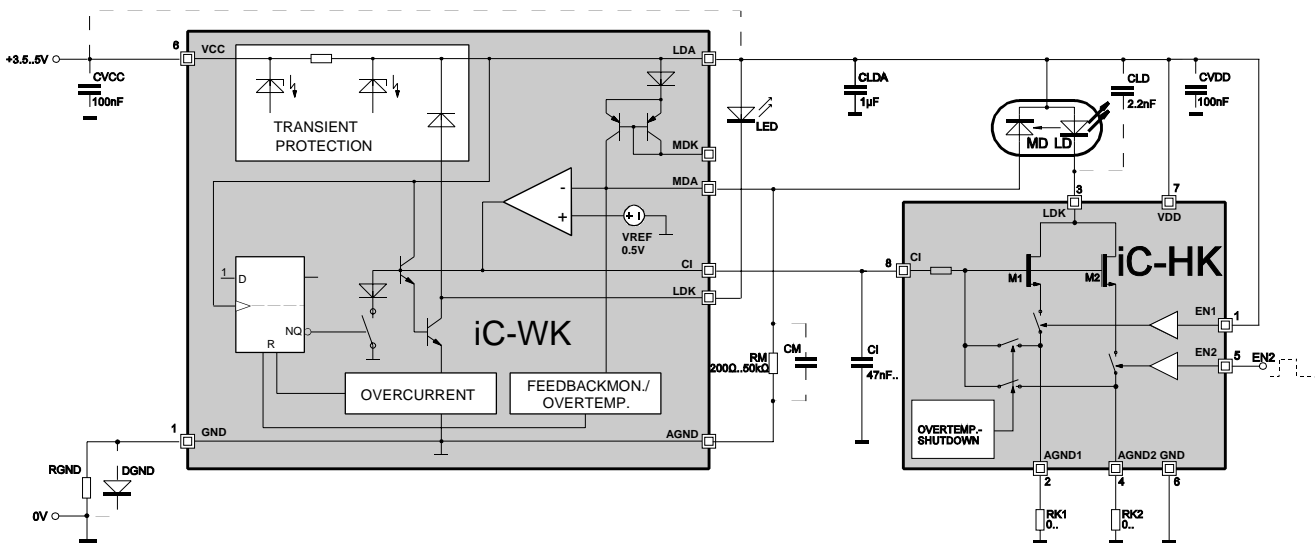 +3.5..5V
CVCC
100nF
6
VCC
TRANSIENT
PROTECTION
LDA
MDK
MDA
VREF
0.5V
CI
LDK
1
D
NQ
R
iC-WK
OVERCURRENT
FEEDBACKMON./
OVERTEMP.
1
GND
AGND
RGND
DGND
0V
LED
CLDA
1µF
CLD
2.2nF
CVDD
100nF
MD LD
3
LDK
7
VDD
8
CI
iC-HK
M1
M2
EN1
1
EN2
5
EN2
RM
200Ω..50kΩ
CM
CI
47nF..
OVERTEMP.-
SHUTDOWN
AGND1
2
AGND2
4
GND
6
RK1
0..
RK2
0..